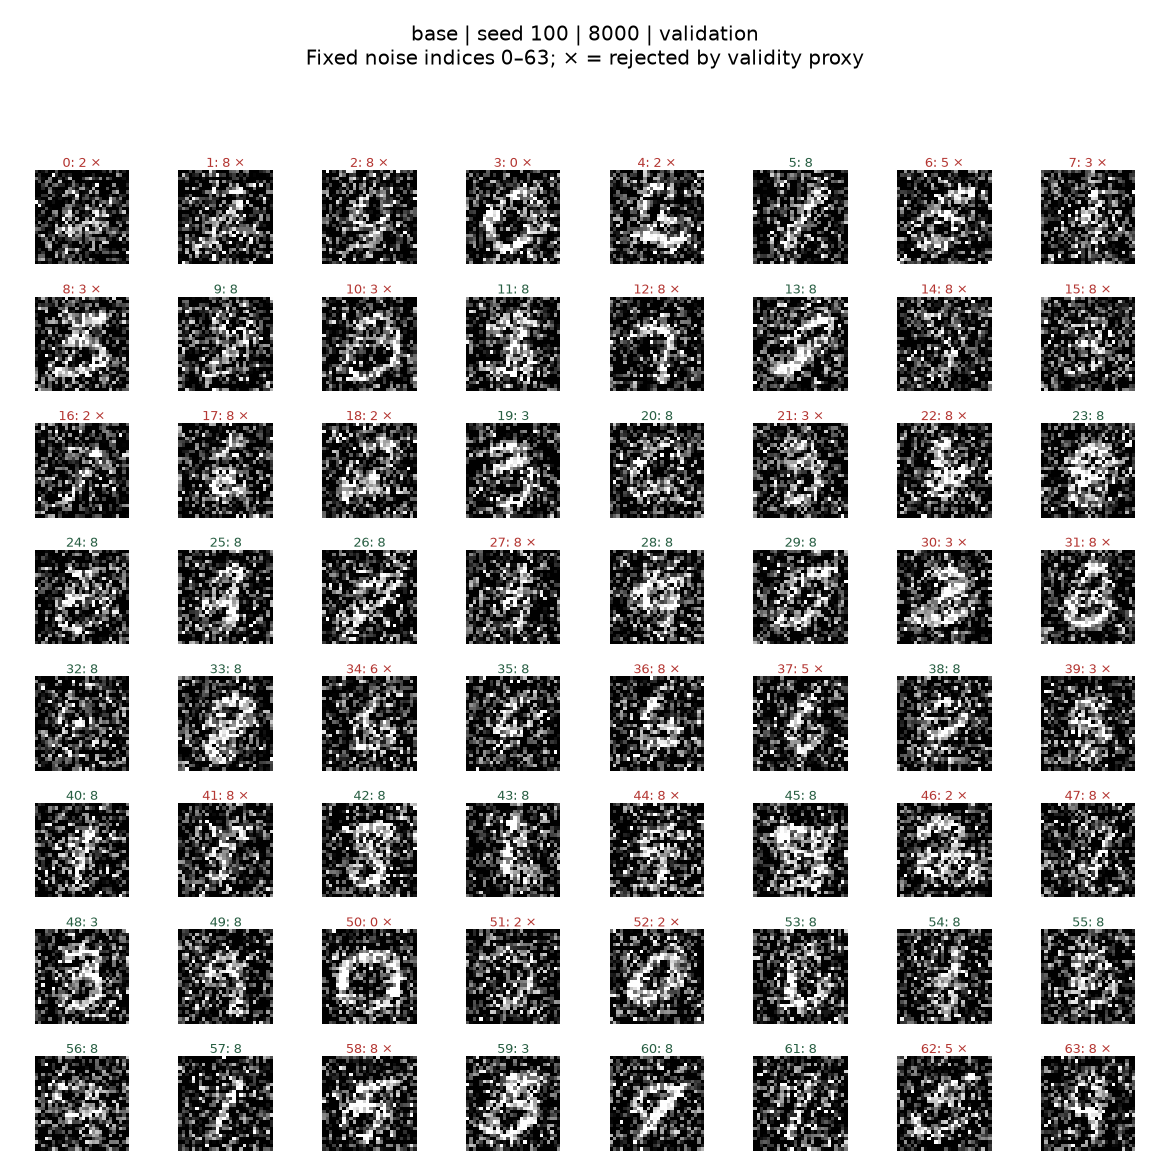 base | seed 100 | 8000 | validation
Fixed noise indices 0–63; × = rejected by validity proxy
0: 2 × 1: 8 × 2: 8 × 3: 0 × 4: 2 × 5: 8 6: 5 × 7: 3 ×
8: 3 × 9: 8 10: 3 × 11: 8 12: 8 × 13: 8 14: 8 × 15: 8 ×
16: 2 × 17: 8 × 18: 2 × 19: 3 20: 8 21: 3 × 22: 8 × 23: 8
24: 8 25: 8 26: 8 27: 8 × 28: 8 29: 8 30: 3 × 31: 8 ×
32: 8 33: 8 34: 6 × 35: 8 36: 8 × 37: 5 × 38: 8 39: 3 ×
40: 8 41: 8 × 42: 8 43: 8 44: 8 × 45: 8 46: 2 × 47: 8 ×
48: 3 49: 8 50: 0 × 51: 2 × 52: 2 × 53: 8 54: 8 55: 8
56: 8 57: 8 58: 8 × 59: 3 60: 8 61: 8 62: 5 × 63: 8 ×